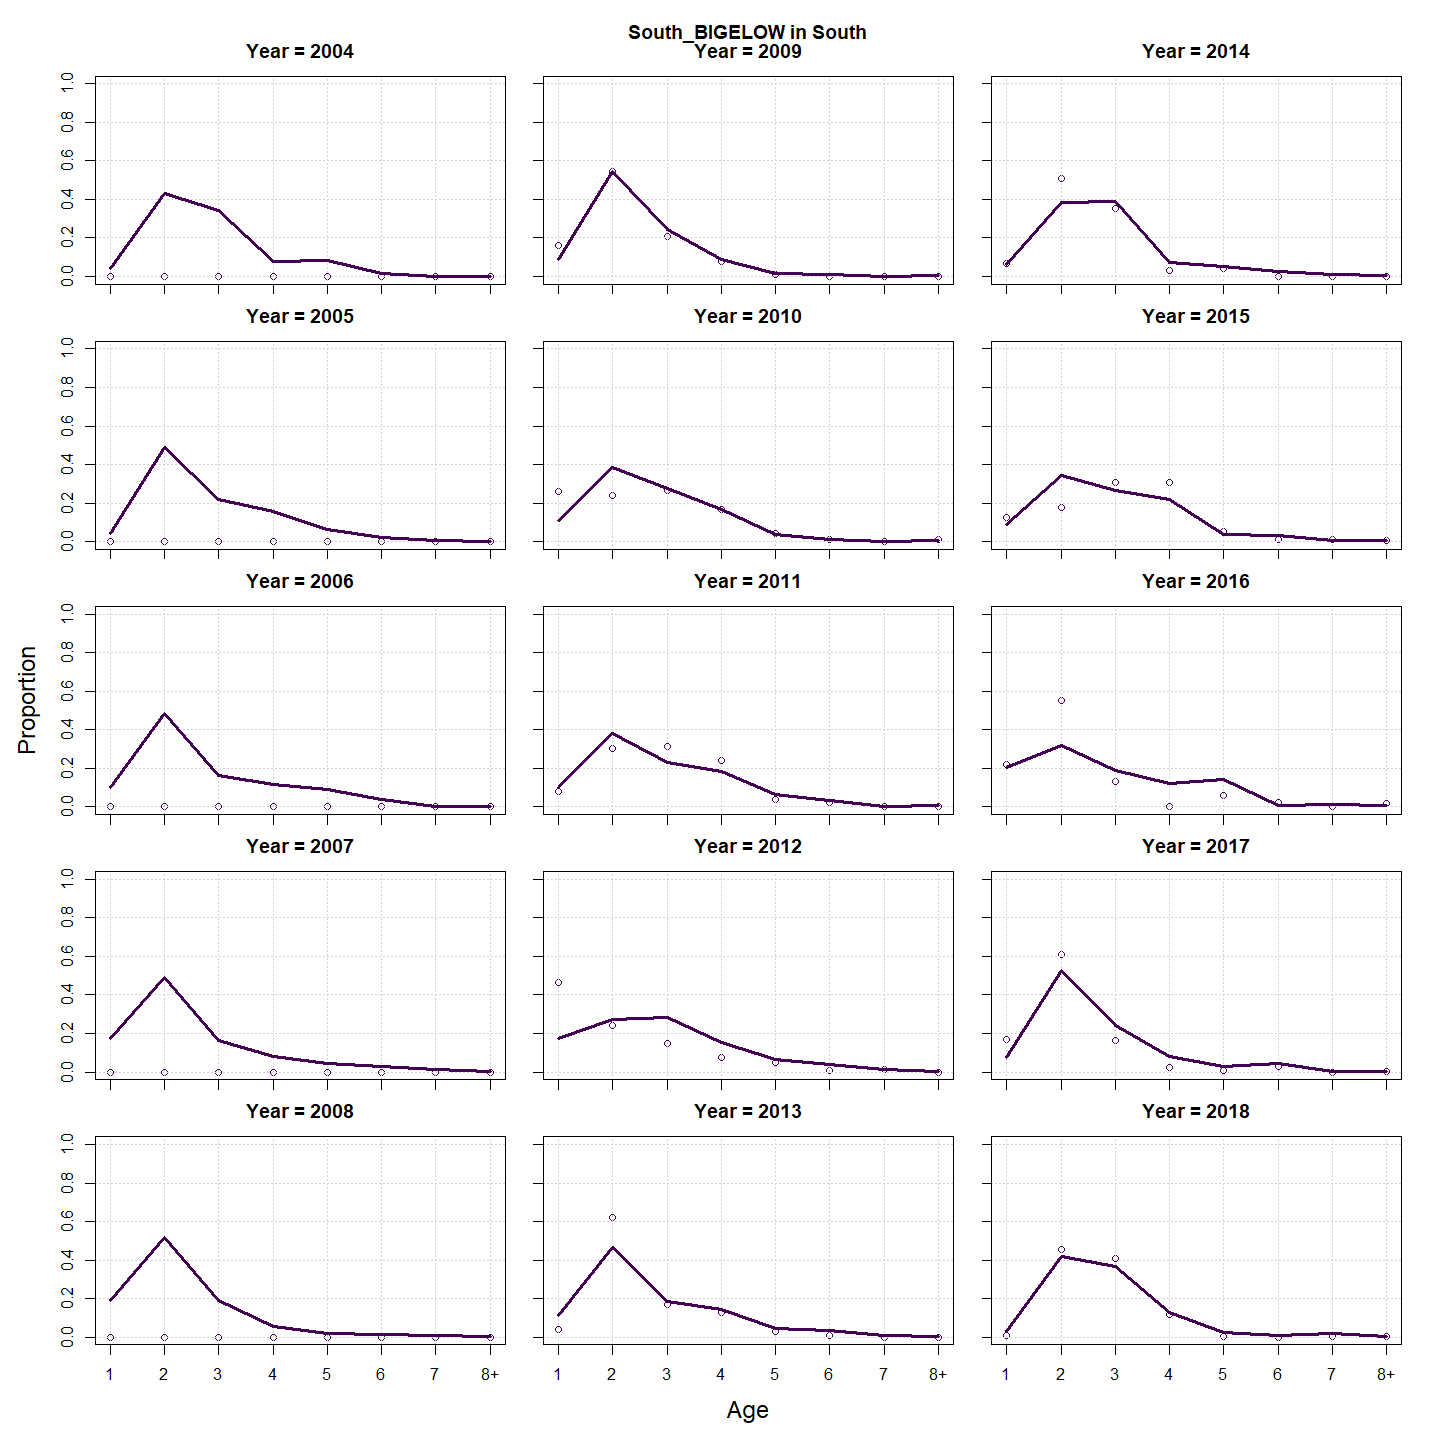 South_BIGELOW in South
Year = 2004
Year = 2009
Year = 2014
0.0 0.2 0.4 0.6 0.8 1.0
Year = 2005
Year = 2010
Year = 2015
0.0 0.2 0.4 0.6 0.8 1.0
Year = 2006
Year = 2011
Year = 2016
0.0 0.2 0.4 0.6 0.8 1.0
Proportion
Year = 2007
Year = 2012
Year = 2017
0.0 0.2 0.4 0.6 0.8 1.0
Year = 2008
Year = 2013
Year = 2018
0.0 0.2 0.4 0.6 0.8 1.0
1 2 3 4 5 6 7 8+
1 2 3 4 5 6 7 8+
1 2 3 4 5 6 7 8+
Age